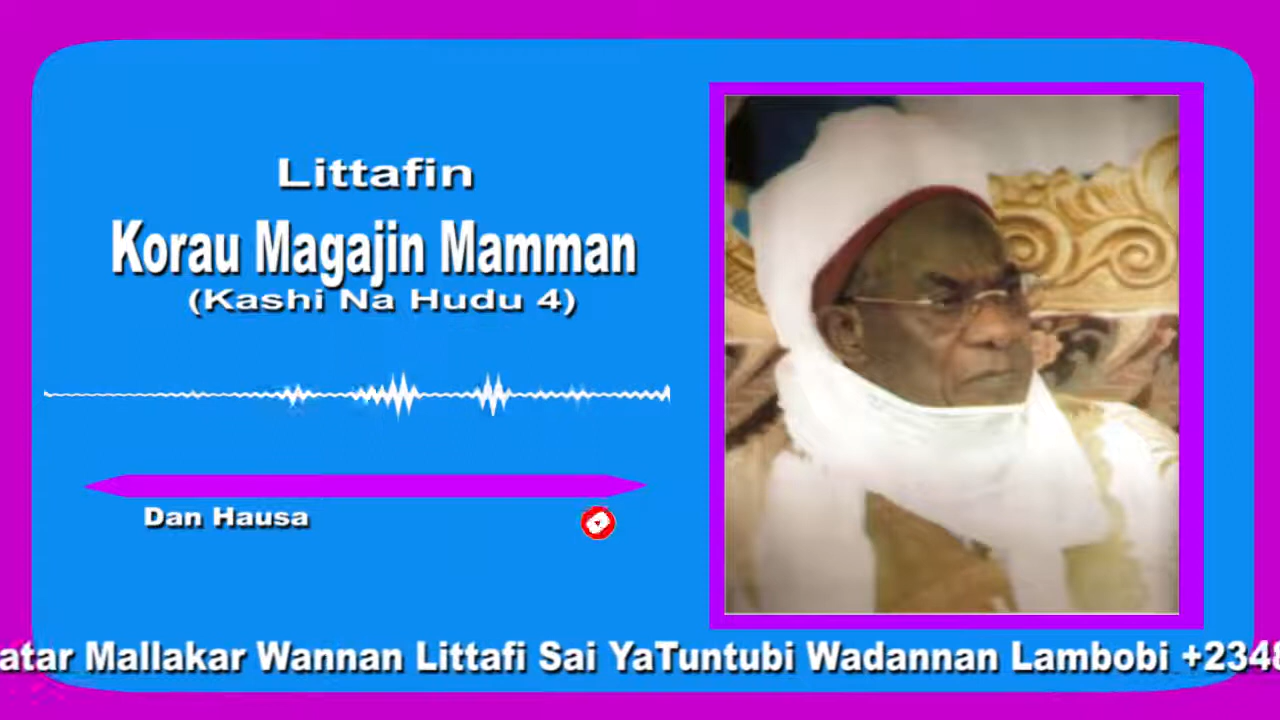 Littafin
Korau Magajin Mamman
(Kashi Na Hudu 4)
Dan Hausa
atar Mallakar Wannan Littafi Sai YaTuntubi Wadannan Lambobi +2348